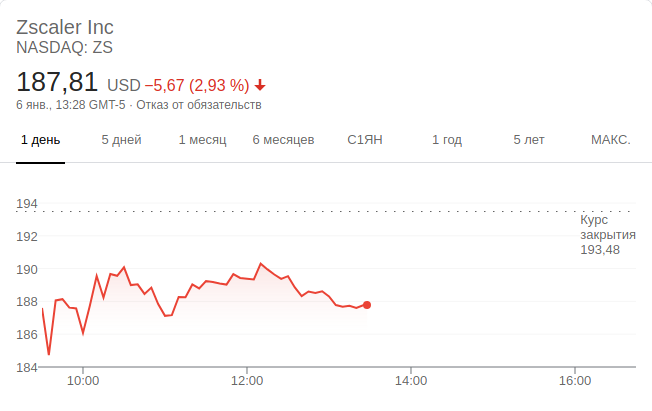 Zscaler Inc
NASDAQ: ZS
187,81 USD −5,67 (2,93 %)
6 янв., 13:28 GMT-5 · Отказ от обязательств
1 день 5 дней 1 месяц 6 месяцев С1ЯН 1 год 5 лет МАКС.
194
Курс
закрытия
193,48
192
190
188
186
184
10:00 12:00 14:00 16:00